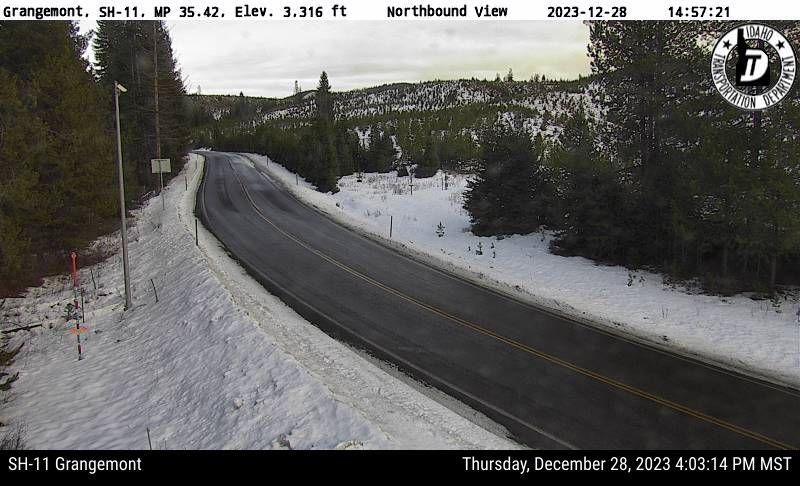 Grangemont, SH-11, MP 35.42, Elev. 3,316 ft Northbound View 2023-12-28 14:57:21
IDAHO
TRANSPORTATION DEPARTMENT
SH-11 Grangemont Thursday, December 28, 2023 4:03:14 PM MST